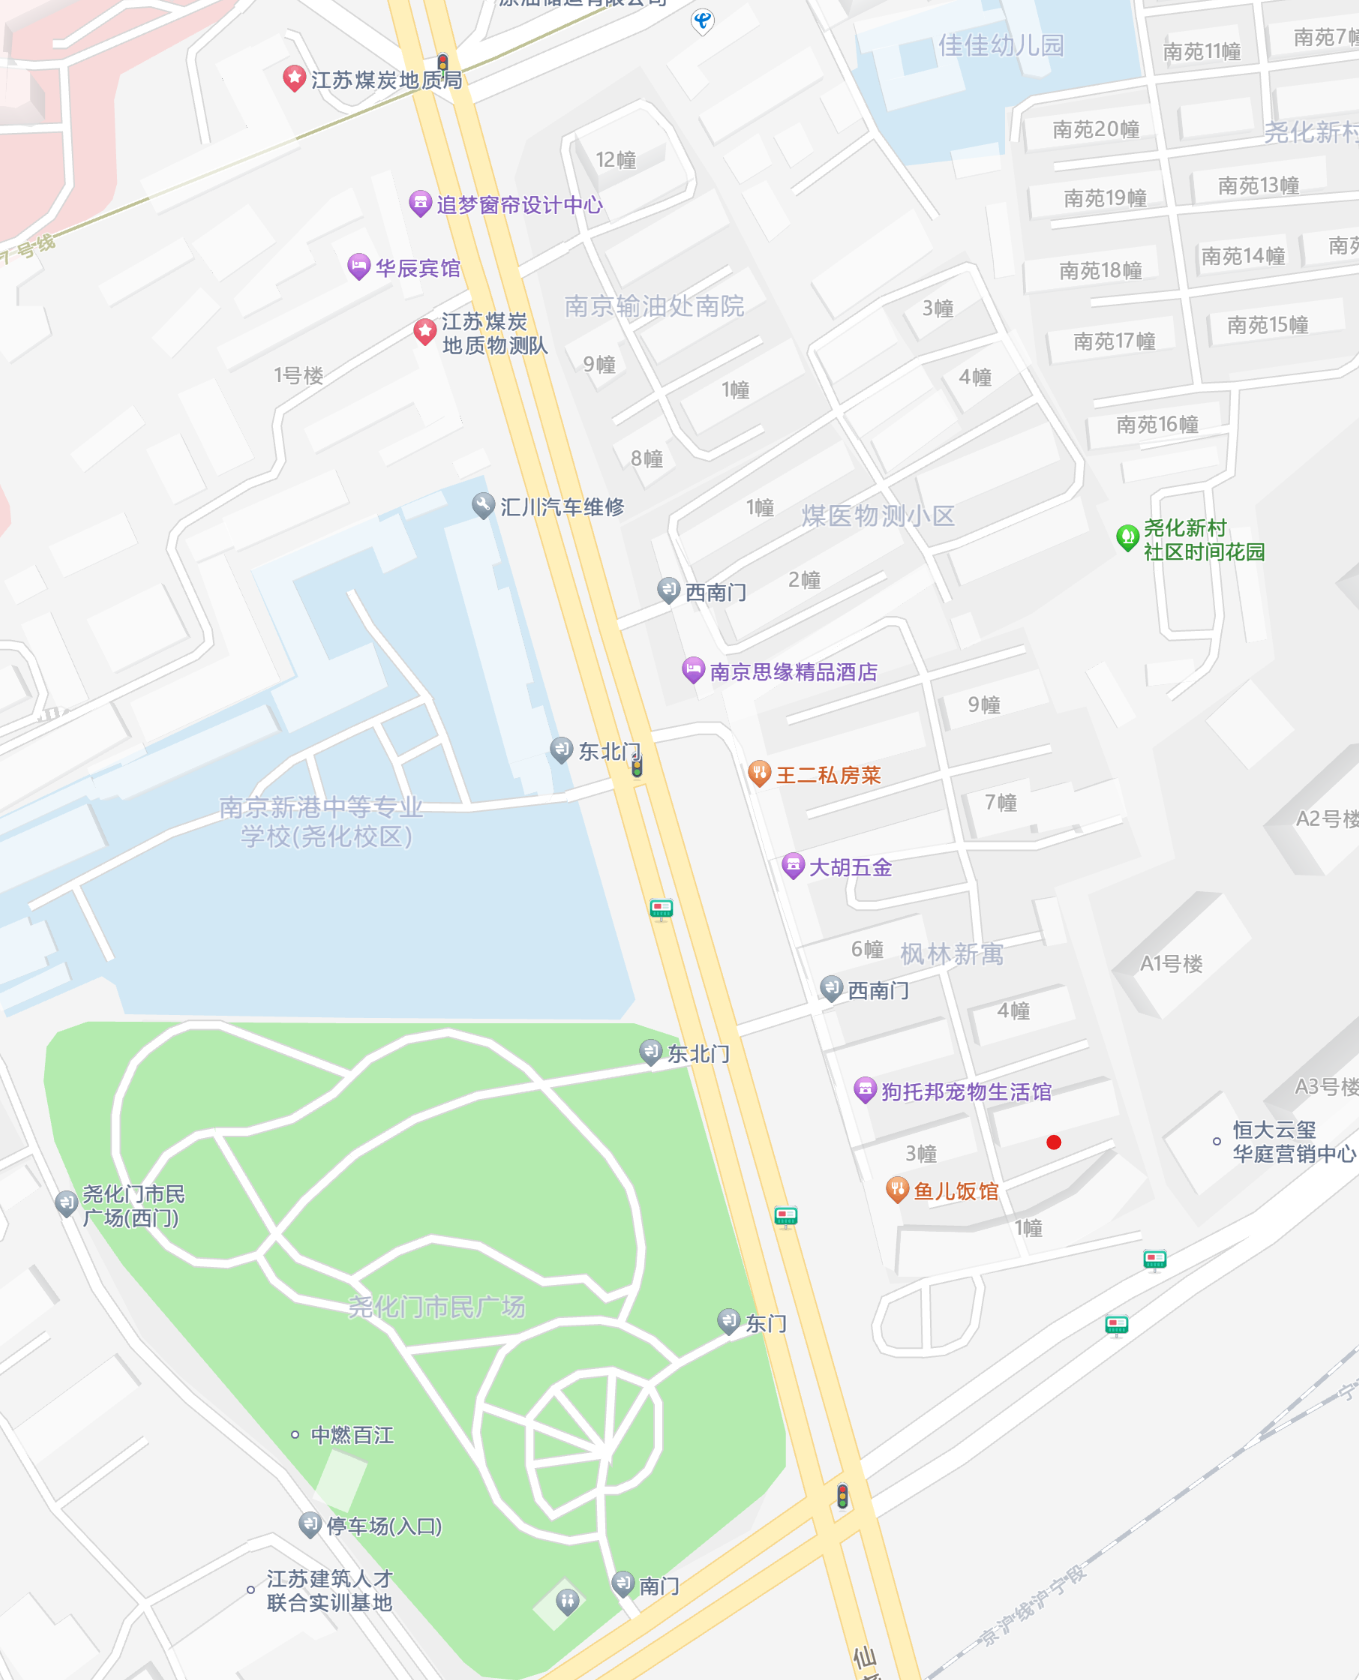 佳佳幼儿园
南苑11幢
江苏煤炭地质局
南苑20幢
尧化新村
12幢
南苑13幢
南苑19幢
追梦窗帘设计中心
7号线
南苑14幢
华辰宾馆
南苑18幢
南京输油处南院
3幢
江苏煤炭
地质物测队
南苑15幢
南苑17幢
9幢
1号楼
4幢
1幢
南苑16幢
8幢
汇川汽车维修
1幢
煤医物测小区
尧化新村
社区时间花园
2幢
西南门
南京思缘精品酒店
9幢
东北门
王二私房菜
南京新港中等专业
学校(尧化校区)
7幢
A2号楼
大胡五金
6幢
枫林新寓
A1号楼
西南门
4幢
东北门
狗托邦宠物生活馆
A3号楼
恒大云玺
华庭营销中心
3幢
尧化门市民
广场(西门)
鱼儿饭馆
1幢
尧化门市民广场
东门
中燃百江
停车场(入口)
江苏建筑人才
联合实训基地
南门
京沪线沪宁段
仙